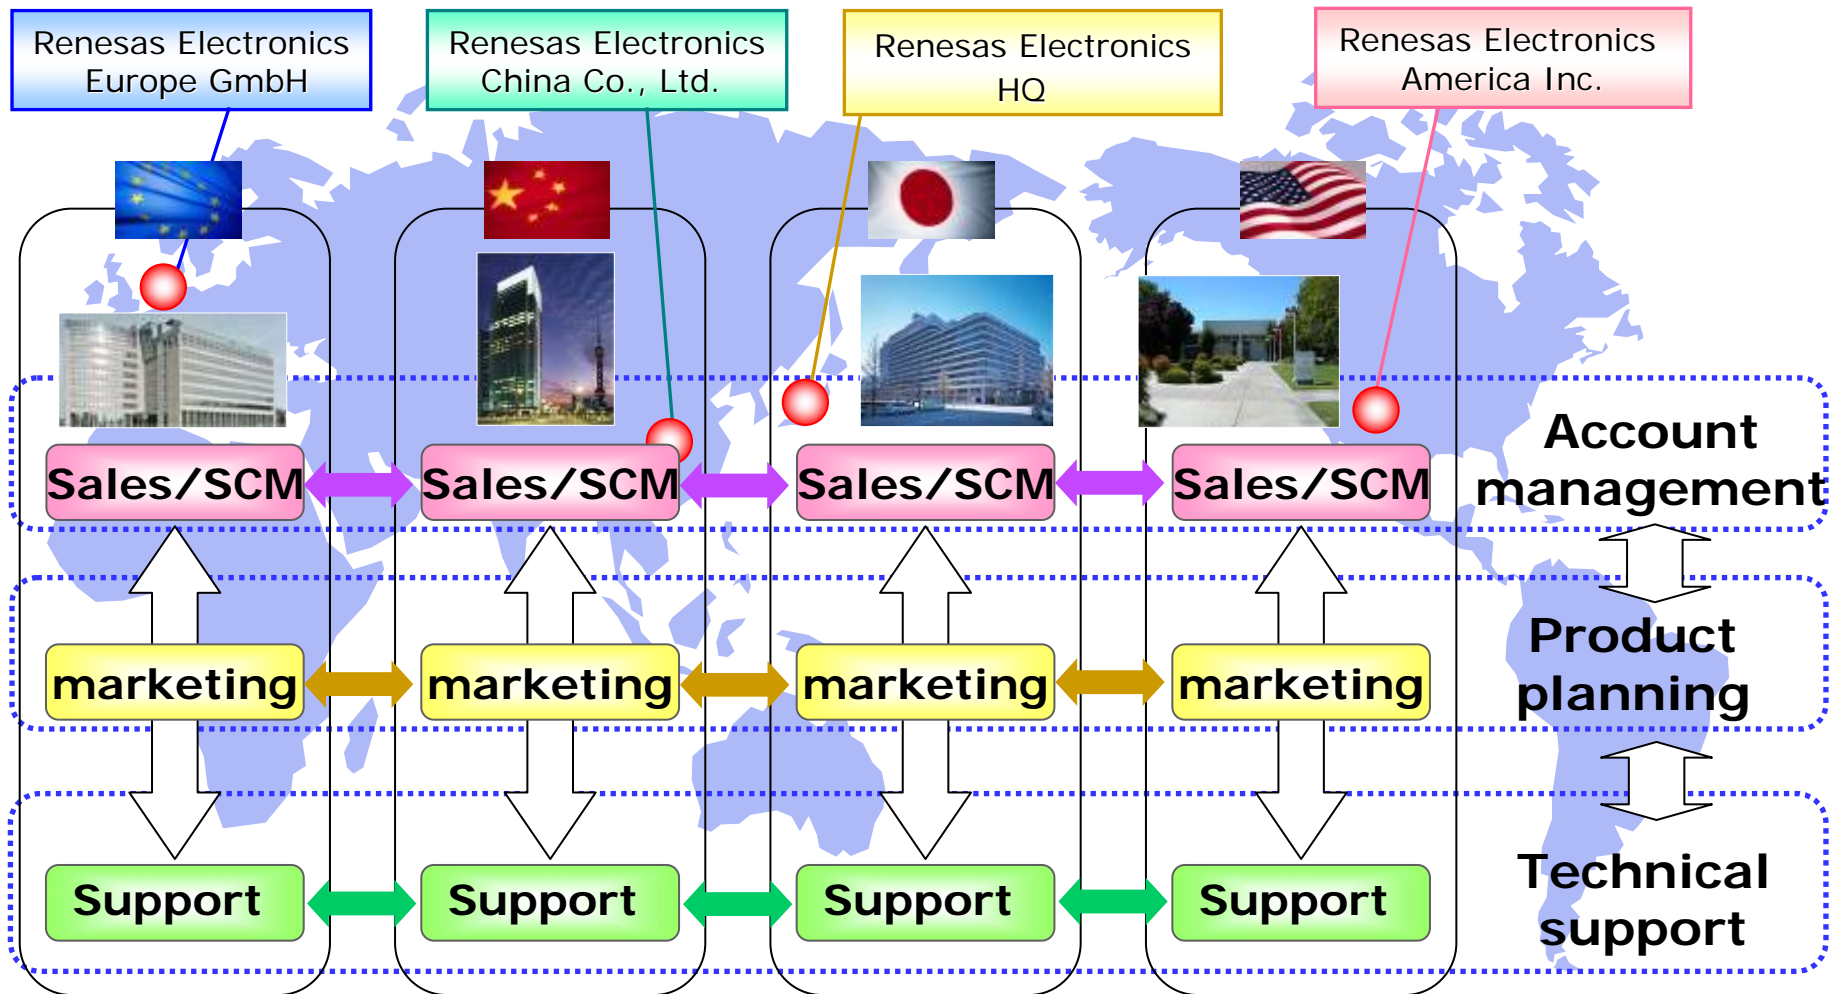 Renesas Electronics
Europe GmbH
Renesas Electronics
China Co., Ltd.
Renesas Electronics
HQ
Renesas Electronics
America Inc.
Sales/SCM
Sales/SCM
Sales/SCM
Sales/SCM
Account
management
marketing
marketing
marketing
marketing
Product
planning
Support
Support
Support
Support
Technical
support